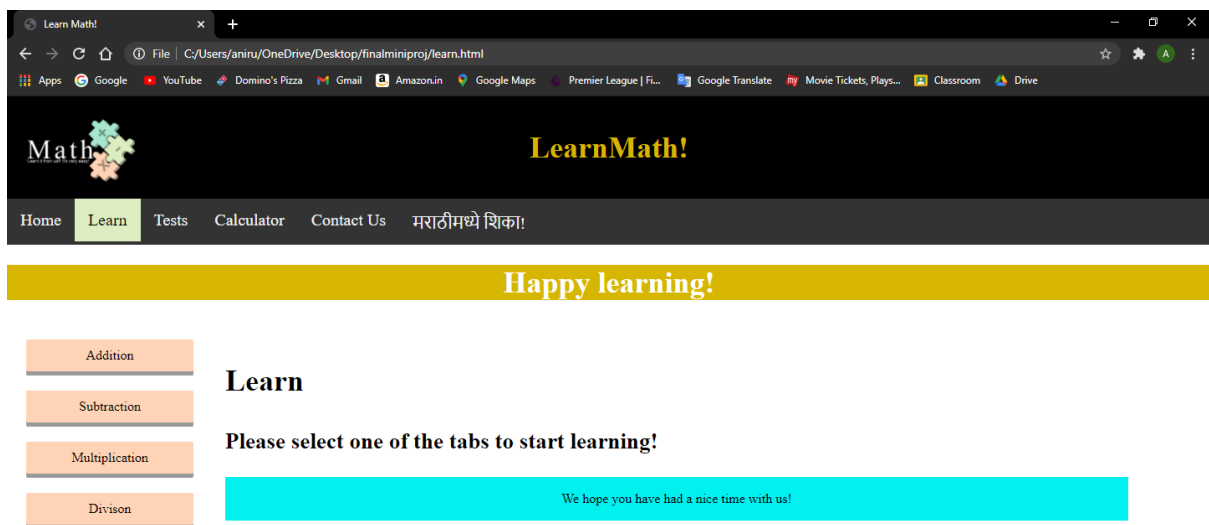 Learn Math!
File | C:/Users/aniru/OneDrive/Desktop/finalminiproj/learn.html
Apps Google YouTube Domino's Pizza Gmail Amazon.in Google Maps Premier League | Fi... Google Translate Movie Tickets, Plays... Classroom Drive
Math
LearnMath!
Home Learn Tests Calculator Contact Us मराठीमध्ये शिका!
Happy learning!
Addition
Learn
Subtraction
Please select one of the tabs to start learning!
Multiplication
We hope you have had a nice time with us!
Divison